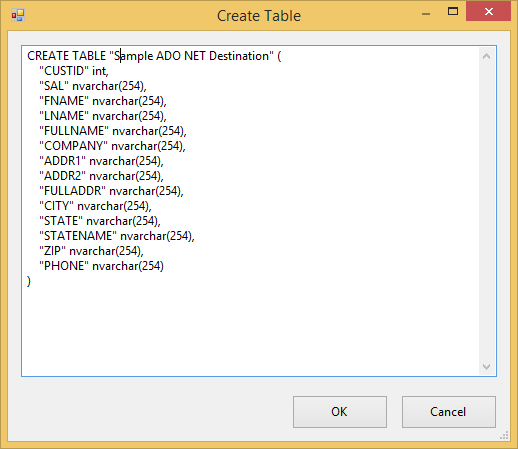 Create Table
CREATE TABLE "Sample ADO NET Destination" (
"CUSTID" int,
"SAL" nvarchar(254),
"FNAME" nvarchar(254),
"LNAME" nvarchar(254),
"FULLNAME" nvarchar(254),
"COMPANY" nvarchar(254),
"ADDR1" nvarchar(254),
"ADDR2" nvarchar(254),
"FULLADDR" nvarchar(254),
"CITY" nvarchar(254),
"STATE" nvarchar(254),
"STATENAME" nvarchar(254),
"ZIP" nvarchar(254),
"PHONE" nvarchar(254)
)
OK
Cancel